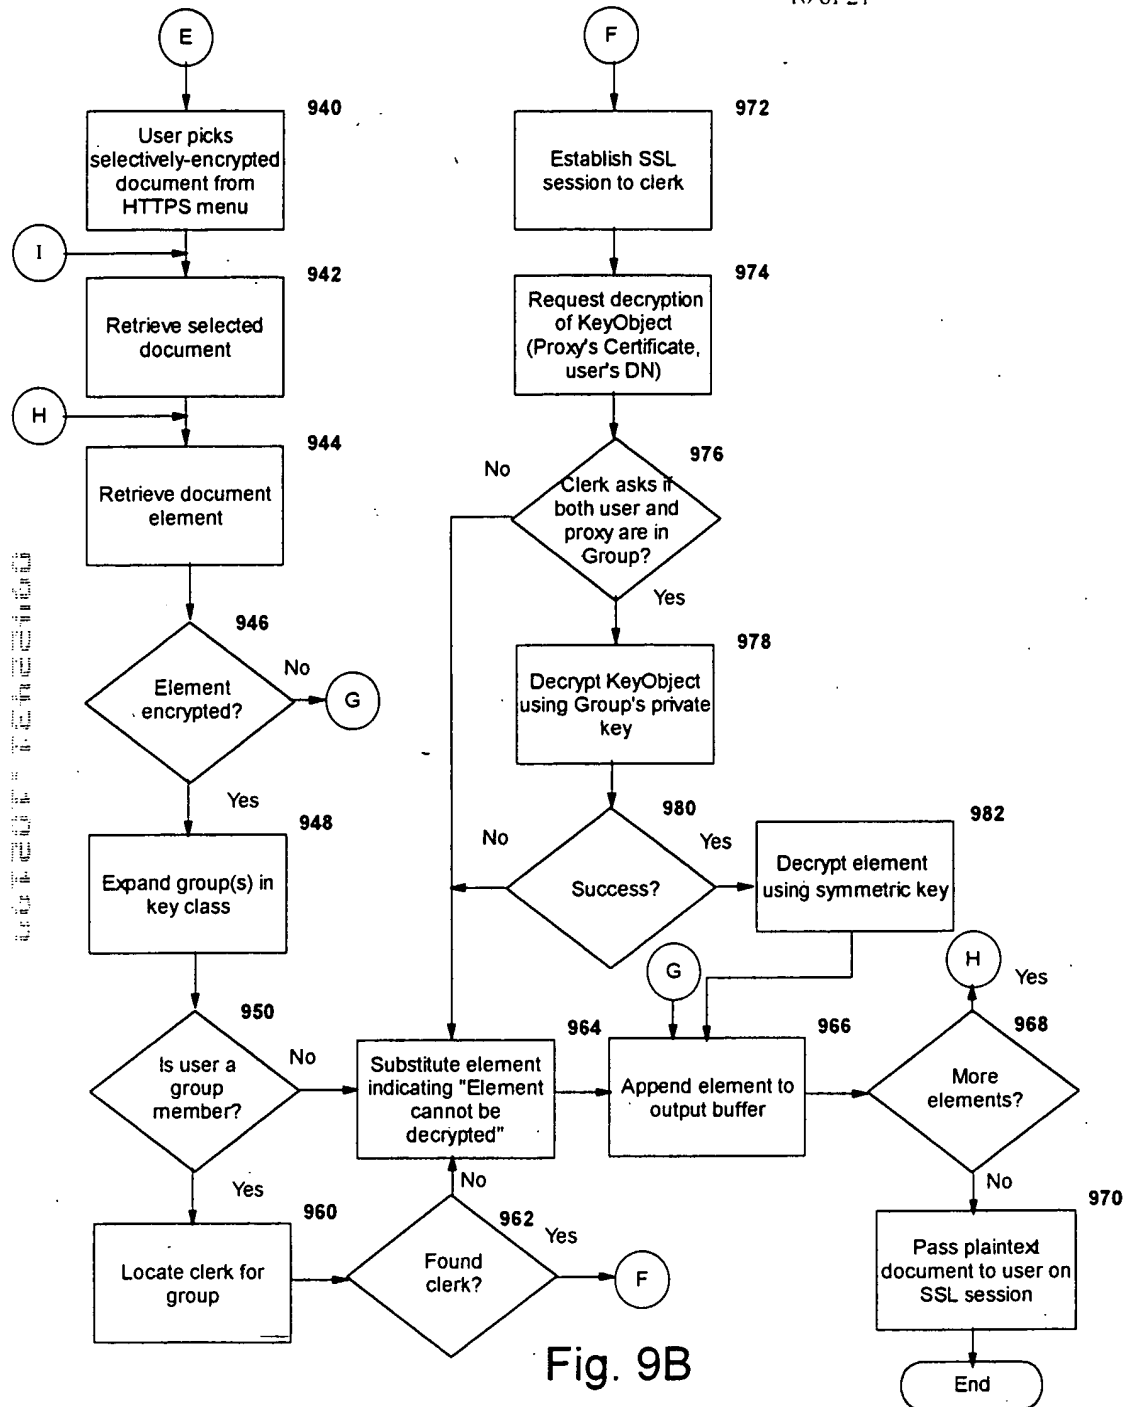 E
940
User picks
selectively-encrypted
document from
HTTPS menu
I
942
Retrieve selected
document
H
944
Retrieve document
element
946
Element
encrypted?
No
G
Yes
948
Expand group(s) in
key class
950
Is user a
group
member?
No
Yes
960
Locate clerk for
group
962
Found
clerk?
No
Yes
F
964
Substitute element
indicating "Element
cannot be
decrypted"
F
972
Establish SSL
session to clerk
974
Request decryption
of KeyObject
(Proxy's Certificate,
user's DN)
976
No
Clerk asks if
both user and
proxy are in
Group?
Yes
978
Decrypt KeyObject
using Group's private
key
980
No
Success?
Yes
982
Decrypt element
using symmetric key
G
966
Append element to
output buffer
H
Yes
968
More
elements?
No
970
Pass plaintext
document to user on
SSL session
End
Fig. 9B